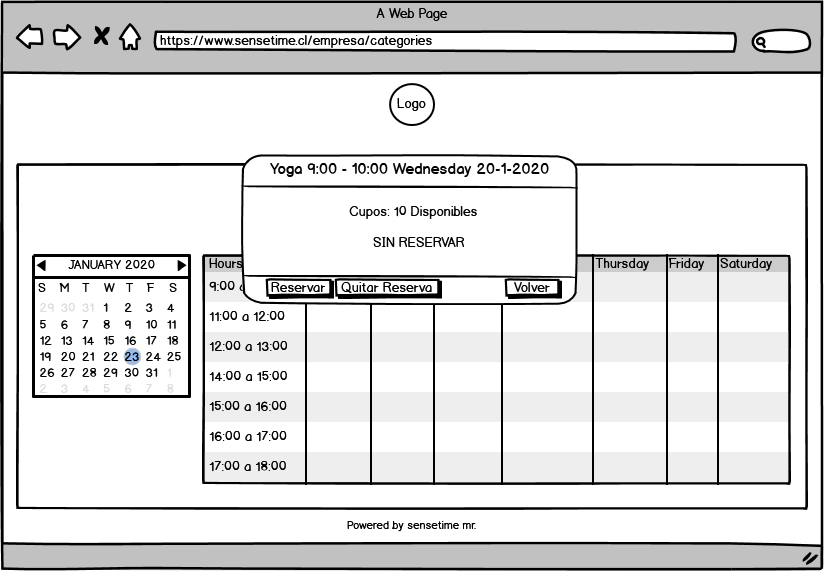 A Web Page
https://www.sensetime.cl/empresa/categories
Logo
Yoga 9:00 - 10:00 Wednesday 20-1-2020
Cupos: 10 Disponibles
SIN RESERVAR
Reservar Quitar Reserva Volver
JANUARY 2020
S M T W T F S
29 30 31 1 2 3 4
5 6 7 8 9 10 11
12 13 14 15 16 17 18
19 20 21 22 23 24 25
26 27 28 29 30 31 1
2 3 4 5 6 7 8
Hours Thursday Friday Saturday
9:00 a
11:00 a 12:00
12:00 a 13:00
14:00 a 15:00
15:00 a 16:00
16:00 a 17:00
17:00 a 18:00
Powered by sensetime mr.